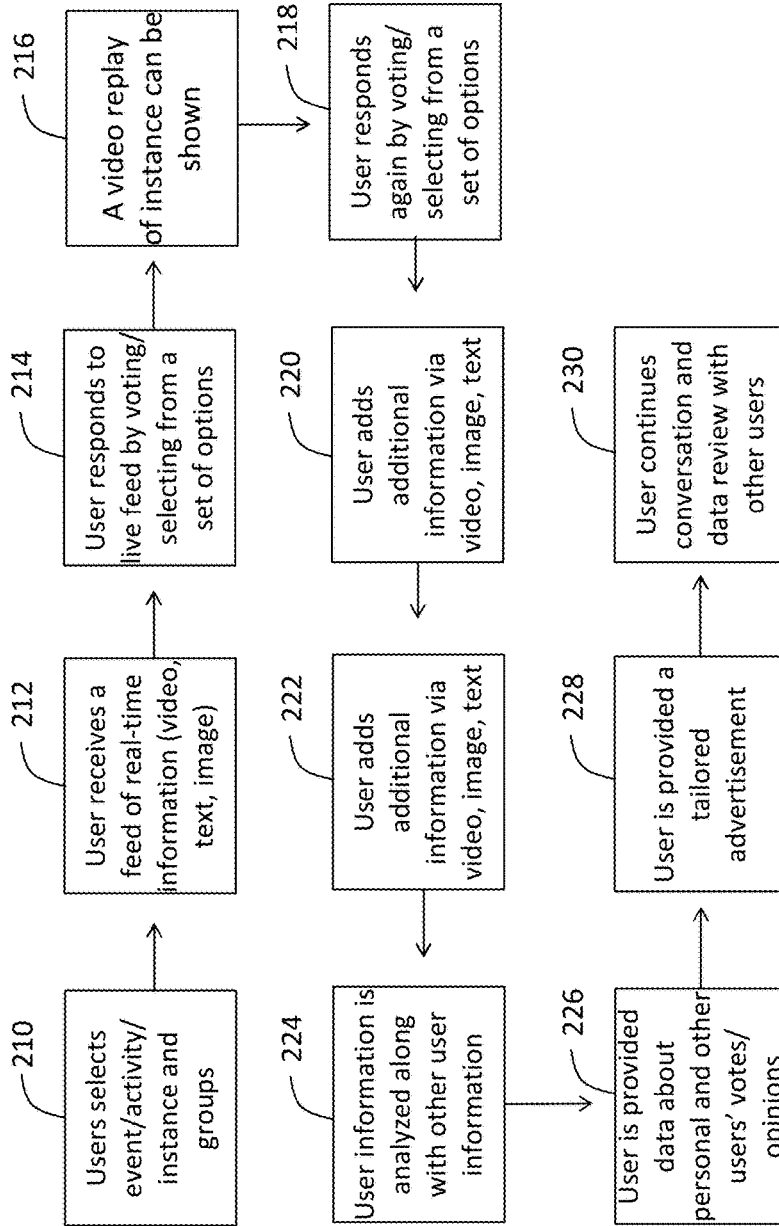 210
Users selects
event/activity/
instance and
groups
212
User receives a
feed of real-time
information (video,
text, image)
214
User responds to
live feed by voting/
selecting from a
set of options
216
A video replay
of instance can be
shown
218
User responds
again by voting/
selecting from a
set of options
220
User adds
additional
information via
video, image, text
222
User adds
additional
information via
video, image, text
224
User information is
analyzed along
with other user
information
226
User is provided
data about
personal and other
users' votes/
opinions
228
User is provided a
tailored
advertisement
230
User continues
conversation and
data review with
other users